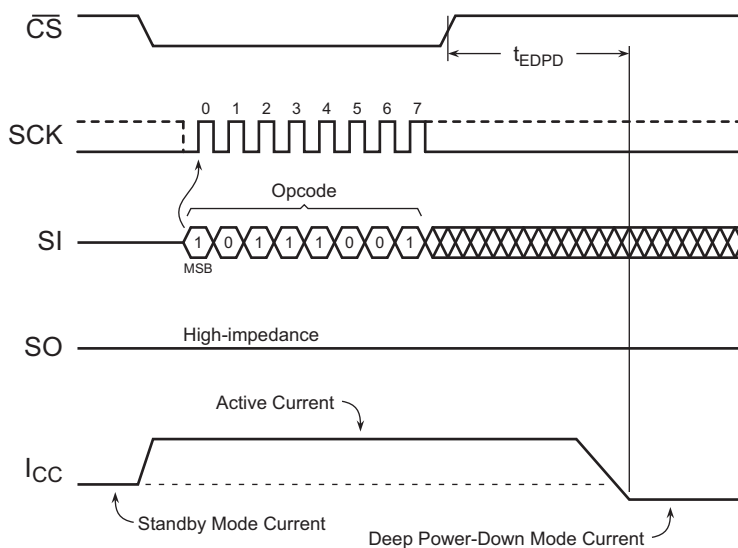 CS
tEDPD
SCK
0 1 2 3 4 5 6 7
Opcode
SI
1 0 1 1 1 0 0 1
MSB
SO
High-impedance
Active Current
ICC
Standby Mode Current
Deep Power-Down Mode Current